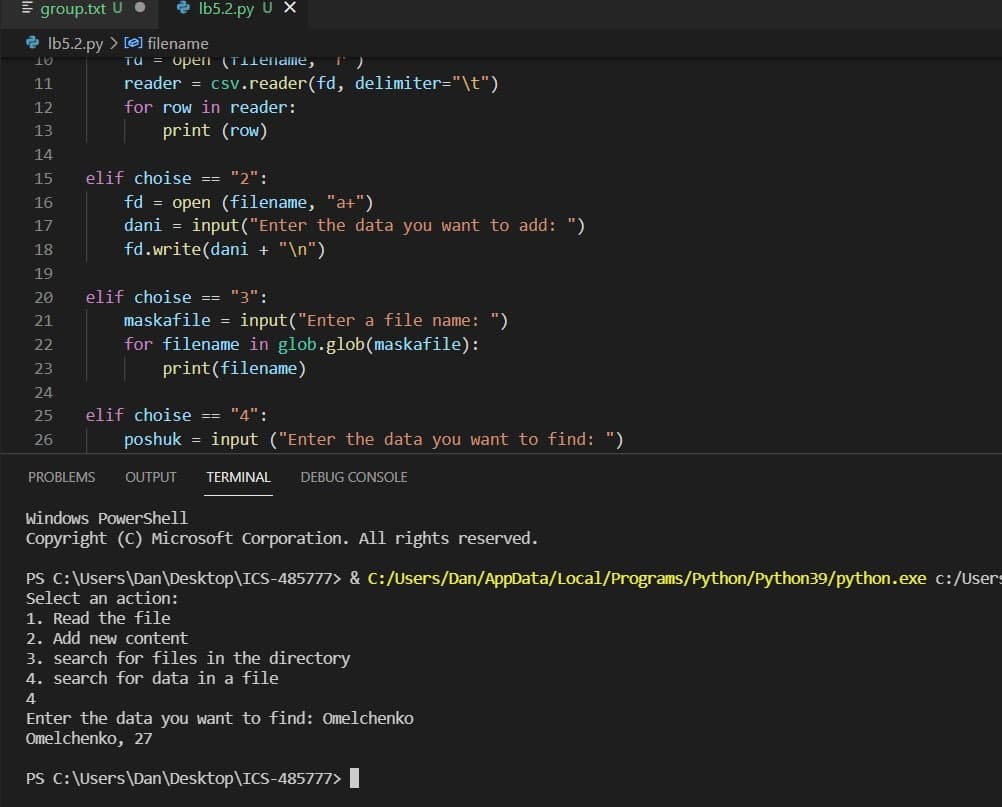 group.txt U lb5.2.py U
lb5.2.py > filename
10 fd = open (filename, "r")
11 reader = csv.reader(fd, delimiter="\t")
12 for row in reader:
13 print (row)
14
15 elif choise == "2":
16 fd = open (filename, "a+")
17 dani = input("Enter the data you want to add: ")
18 fd.write(dani + "\n")
19
20 elif choise == "3":
21 maskafile = input("Enter a file name: ")
22 for filename in glob.glob(maskafile):
23 print(filename)
24
25 elif choise == "4":
26 poshuk = input ("Enter the data you want to find: ")
PROBLEMS OUTPUT TERMINAL DEBUG CONSOLE
Windows PowerShell
Copyright (C) Microsoft Corporation. All rights reserved.
PS C:\Users\Dan\Desktop\ICS-485777> & C:/Users/Dan/AppData/Local/Programs/Python/Python39/python.exe c:/Users
Select an action:
1. Read the file
2. Add new content
3. search for files in the directory
4. search for data in a file
4
Enter the data you want to find: Omelchenko
Omelchenko, 27
PS C:\Users\Dan\Desktop\ICS-485777>